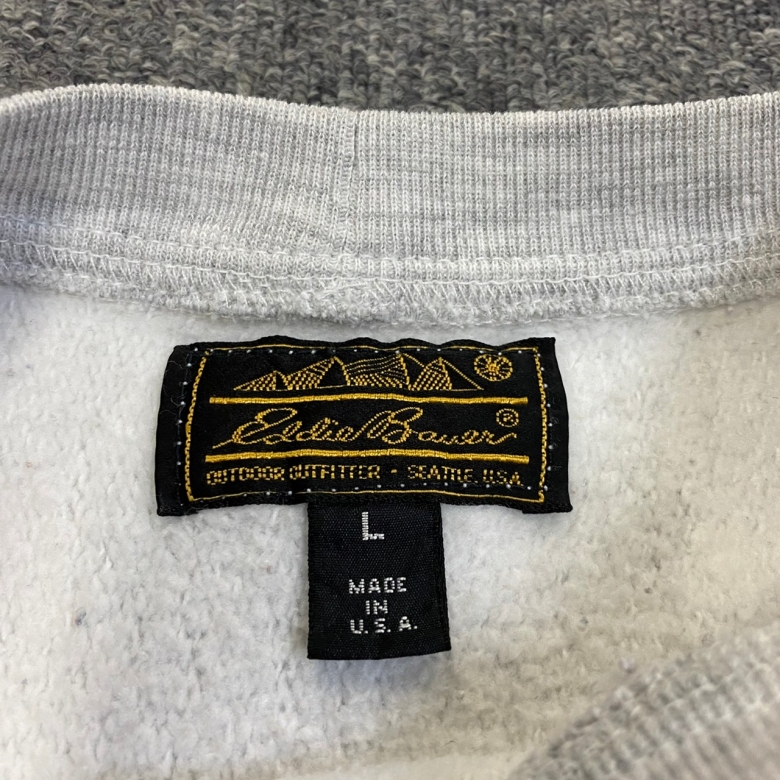 Eddie Bauer®
OUTDOOR OUTFITTER • SEATTLE, U.S.A.
L
MADE
IN
U.S.A.